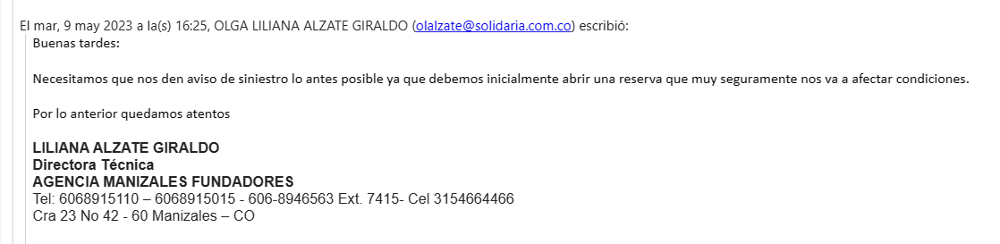 El mar, 9 may 2023 a la(s) 16:25, OLGA LILIANA ALZATE GIRALDO (olalzate@solidaria.com.co) escribió:
Buenas tardes:
Necesitamos que nos den aviso de siniestro lo antes posible ya que debemos inicialmente abrir una reserva que muy seguramente nos va a afectar condiciones.
Por lo anterior quedamos atentos
LILIANA ALZATE GIRALDO
Directora Técnica
AGENCIA MANIZALES FUNDADORES
Tel: 6068915110 – 6068915015 - 606-8946563 Ext. 7415- Cel 3154664466
Cra 23 No 42 - 60 Manizales – CO